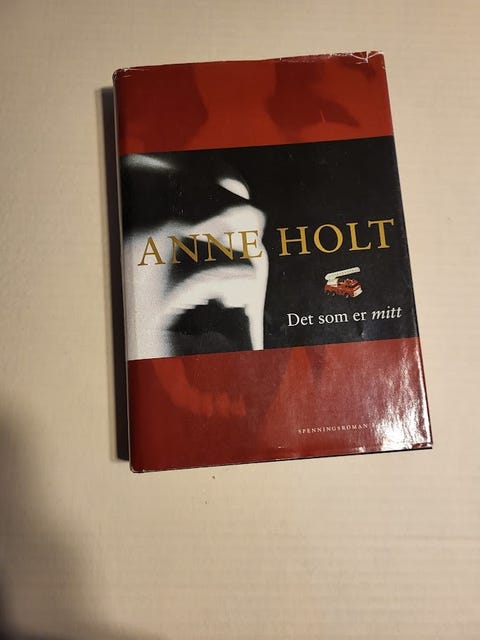 ANNE HOLT
Det som er mitt
SPENNINGSROMAN